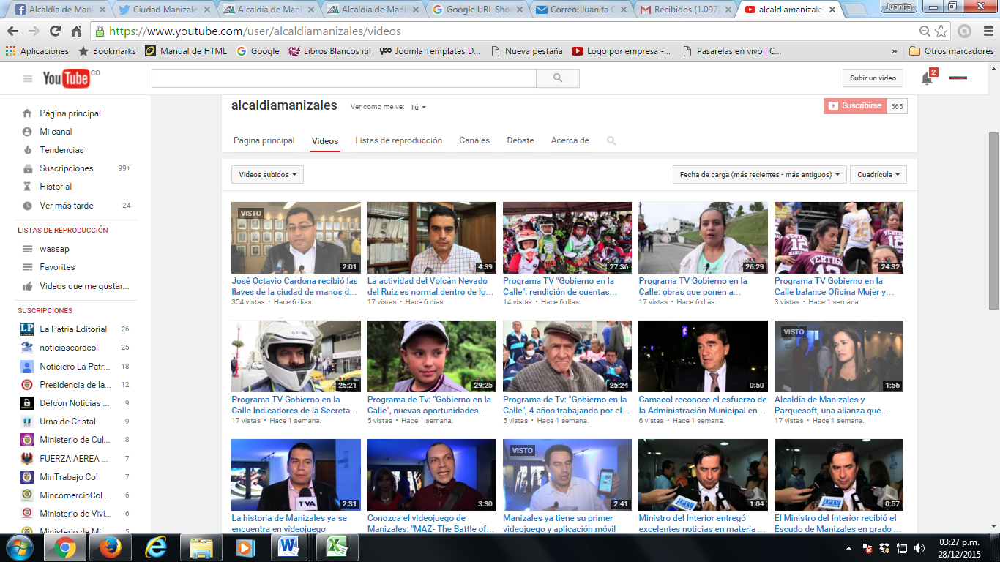 Alcaldía de Mani
Ciudad Manizale
Alcaldía de Mani
Alcaldía de Mani
Google URL Sho
Correo: Juanita C
Recibidos (1.097)
alcaldiamanizale
Juanita
https://www.youtube.com/user/alcaldiamanizales/videos
Aplicaciones
Bookmarks
Manual de HTML
Google
Libros Blancos itil
Joomla Templates D...
Nueva pestaña
Logo por empresa -...
Pasarelas en vivo | C...
»
Otros marcadores
YouTube CO
Subir un video
2
Página principal
Mi canal
Tendencias
Suscripciones 99+
Historial
Ver más tarde 24
LISTAS DE REPRODUCCIÓN
wassap
Favorites
Videos que me gustar...
SUSCRIPCIONES
La Patria Editorial 26
noticiascaracol 25
Noticiero La Patr... 18
Presidencia de la... 12
Defcon Noticias ... 9
Urna de Cristal 9
Ministerio de Cul... 8
FUERZA AEREA ... 7
MinTrabajo Col 7
MincomercioCol... 6
Ministerio de Vivi... 6
Ministerio de Mi... 5
alcaldiamanizales
Ver como me ve: Tú
Suscribirse 565
Página principal
Videos
Listas de reproducción
Canales
Debate
Acerca de
Videos subidos
Fecha de carga (más recientes - más antiguos)
Cuadrícula
VISTO
2:01
José Octavio Cardona recibió las
llaves de la ciudad de manos d...
354 vistas • Hace 6 días.
4:39
La actividad del Volcán Nevado
del Ruiz es normal dentro de lo...
17 vistas • Hace 6 días.
27:36
Programa TV "Gobierno en la
Calle": rendición de cuentas...
14 vistas • Hace 6 días.
26:29
Programa TV Gobierno en la
Calle: obras que ponen a...
17 vistas • Hace 6 días.
VERTIGO
12
24:32
Programa TV Gobierno en la
Calle balance Oficina Mujer y...
3 vistas • Hace 1 semana.
25:21
Programa TV Gobierno en la
Calle Indicadores de la Secreta...
17 vistas • Hace 1 semana.
29:25
Programa de Tv: "Gobierno en la
Calle", nuevas oportunidades...
5 vistas • Hace 1 semana.
25:24
Programa de Tv: "Gobierno en la
Calle", 4 años trabajando por el...
5 vistas • Hace 1 semana.
0:50
Camacol reconoce el esfuerzo de
la Administración Municipal en...
6 vistas • Hace 1 semana.
VISTO
1:56
Alcaldía de Manizales y
Parquesoft, una alianza que...
17 vistas • Hace 1 semana.
TVA
2:31
La historia de Manizales ya se
encuentra en videojuego
3:30
Conozca el videojuego de
Manizales: "MAZ- The Battle of...
VISTO
2:41
Manizales ya tiene su primer
videojuego y aplicación móvil
1:04
Ministro del Interior entregó
excelentes noticias en materia ...
0:57
El Ministro del Interior recibió el
Escudo de Manizales en grado ...
03:27 p.m.
28/12/2015